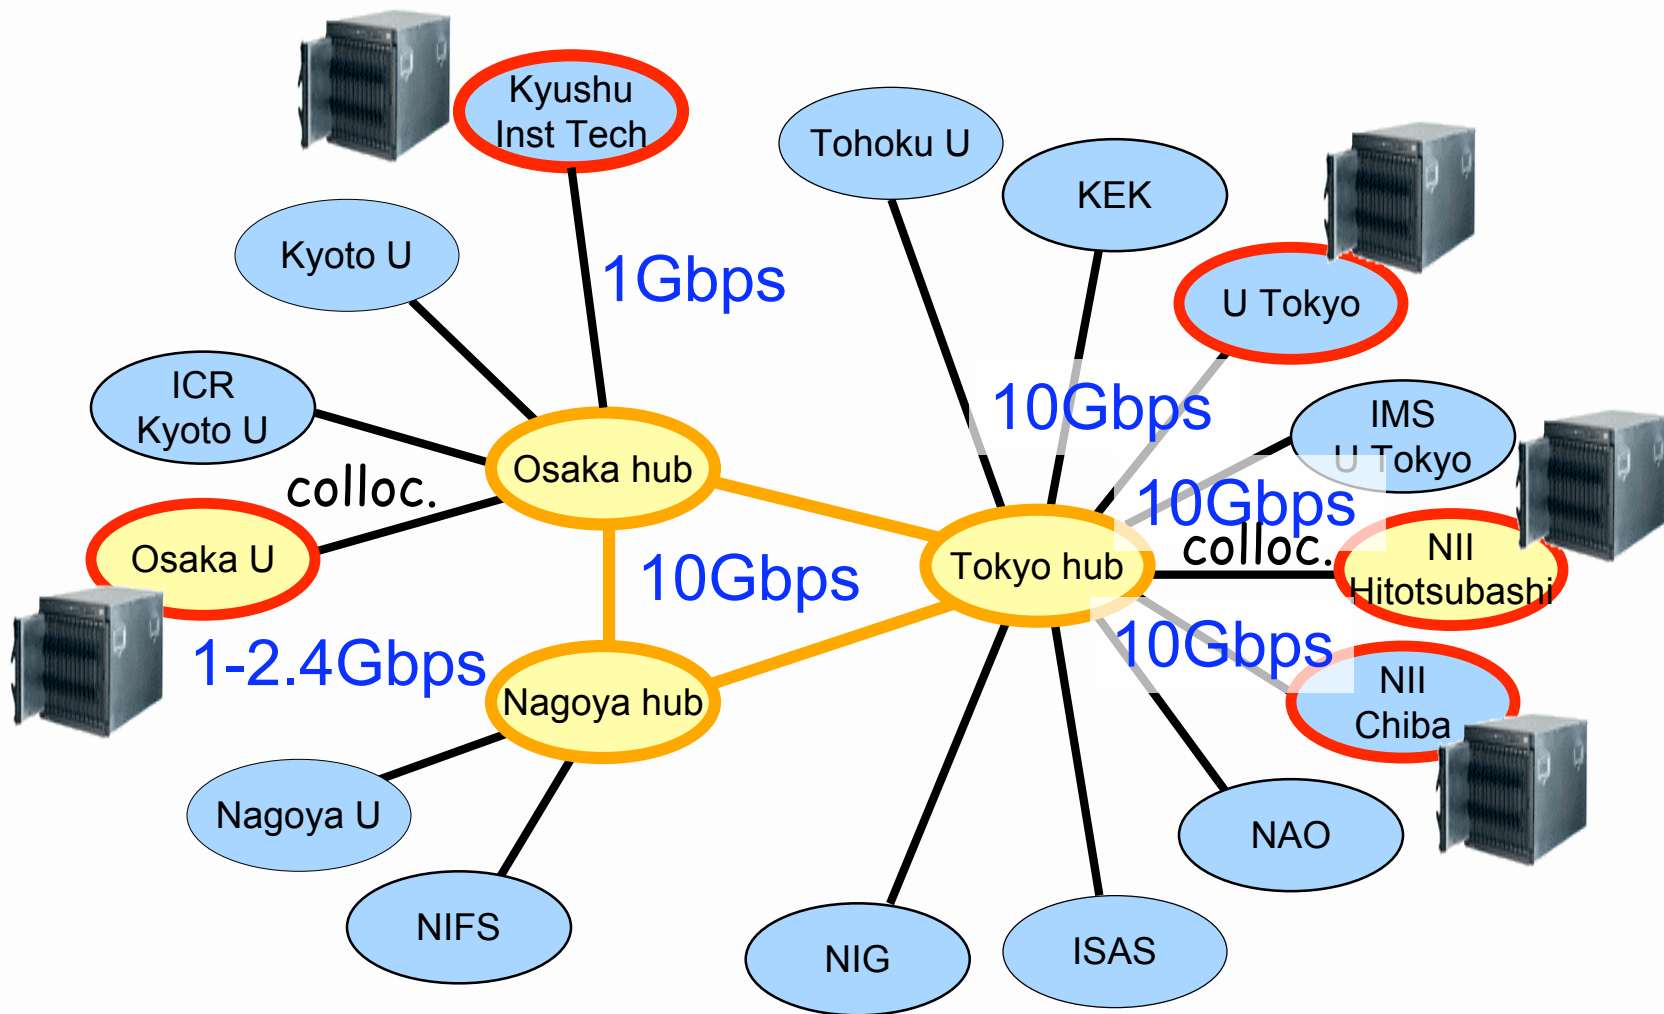 Kyushu
Inst Tech
Tohoku U
KEK
Kyoto U
1Gbps
U Tokyo
ICR
Kyoto U
10Gbps
IMS
U Tokyo
Osaka hub
colloc.
10Gbps
colloc.
Osaka U
10Gbps
Tokyo hub
NII
Hitotsubashi
1-2.4Gbps
10Gbps
Nagoya hub
NII
Chiba
Nagoya U
NAO
NIFS
NIG
ISAS